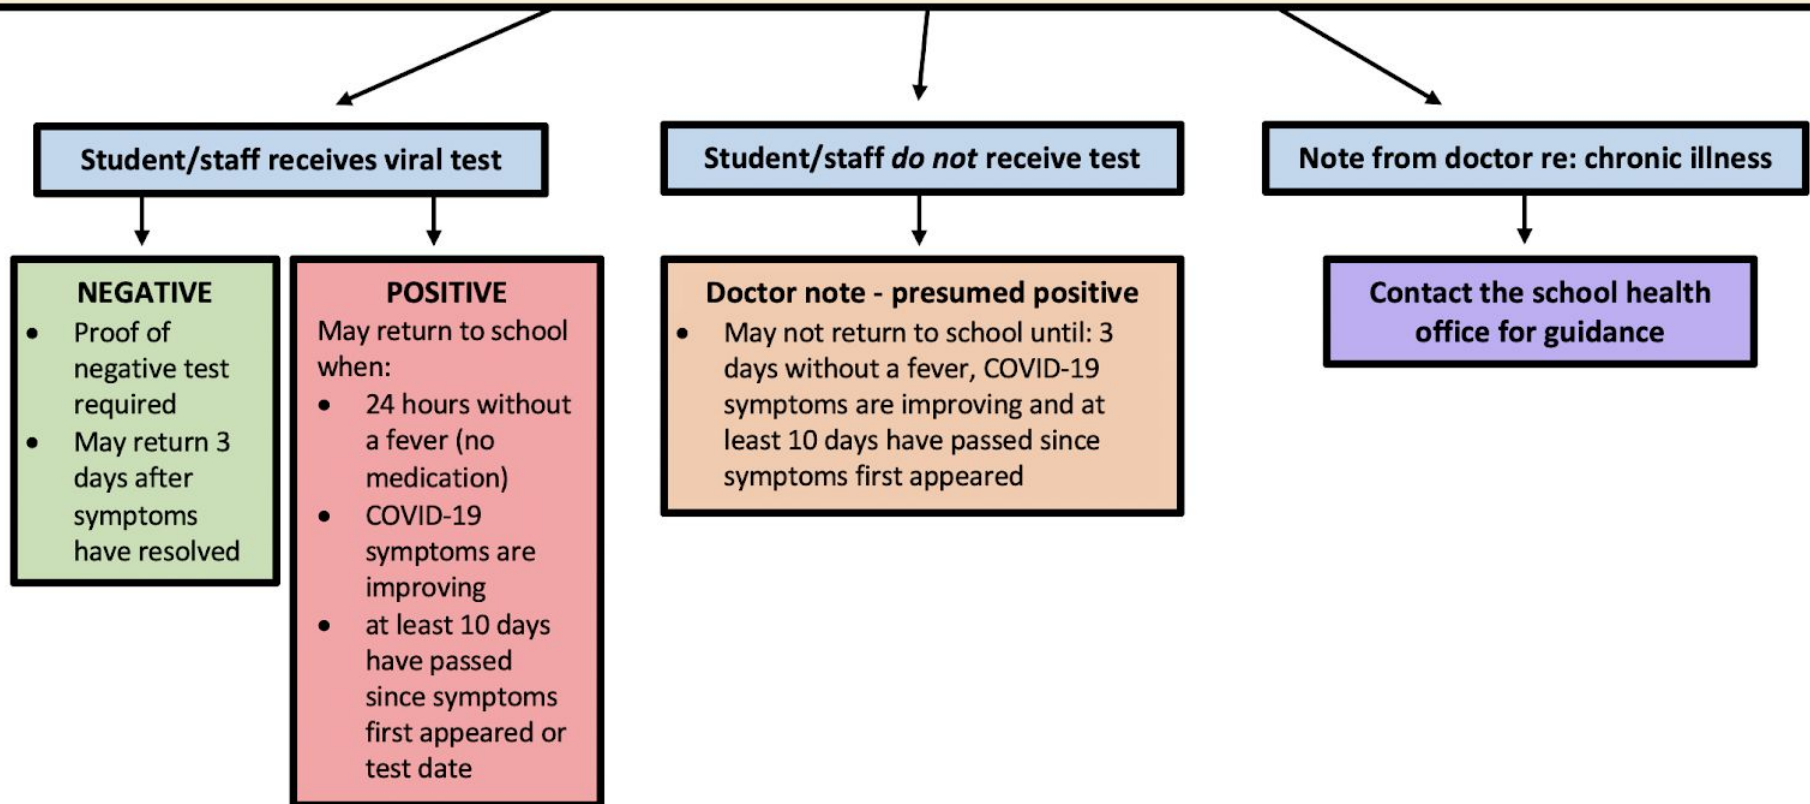 Student/staff receives viral test
NEGATIVE
• Proof of
negative test
required
• May return 3
days after
symptoms
have resolved
POSITIVE
May return to school
when:
• 24 hours without
a fever (no
medication)
• COVID-19
symptoms are
improving
• at least 10 days
have passed
since symptoms
first appeared or
test date
Student/staff do not receive test
Doctor note - presumed positive
• May not return to school until: 3
days without a fever, COVID-19
symptoms are improving and at
least 10 days have passed since
symptoms first appeared
Note from doctor re: chronic illness
Contact the school health
office for guidance